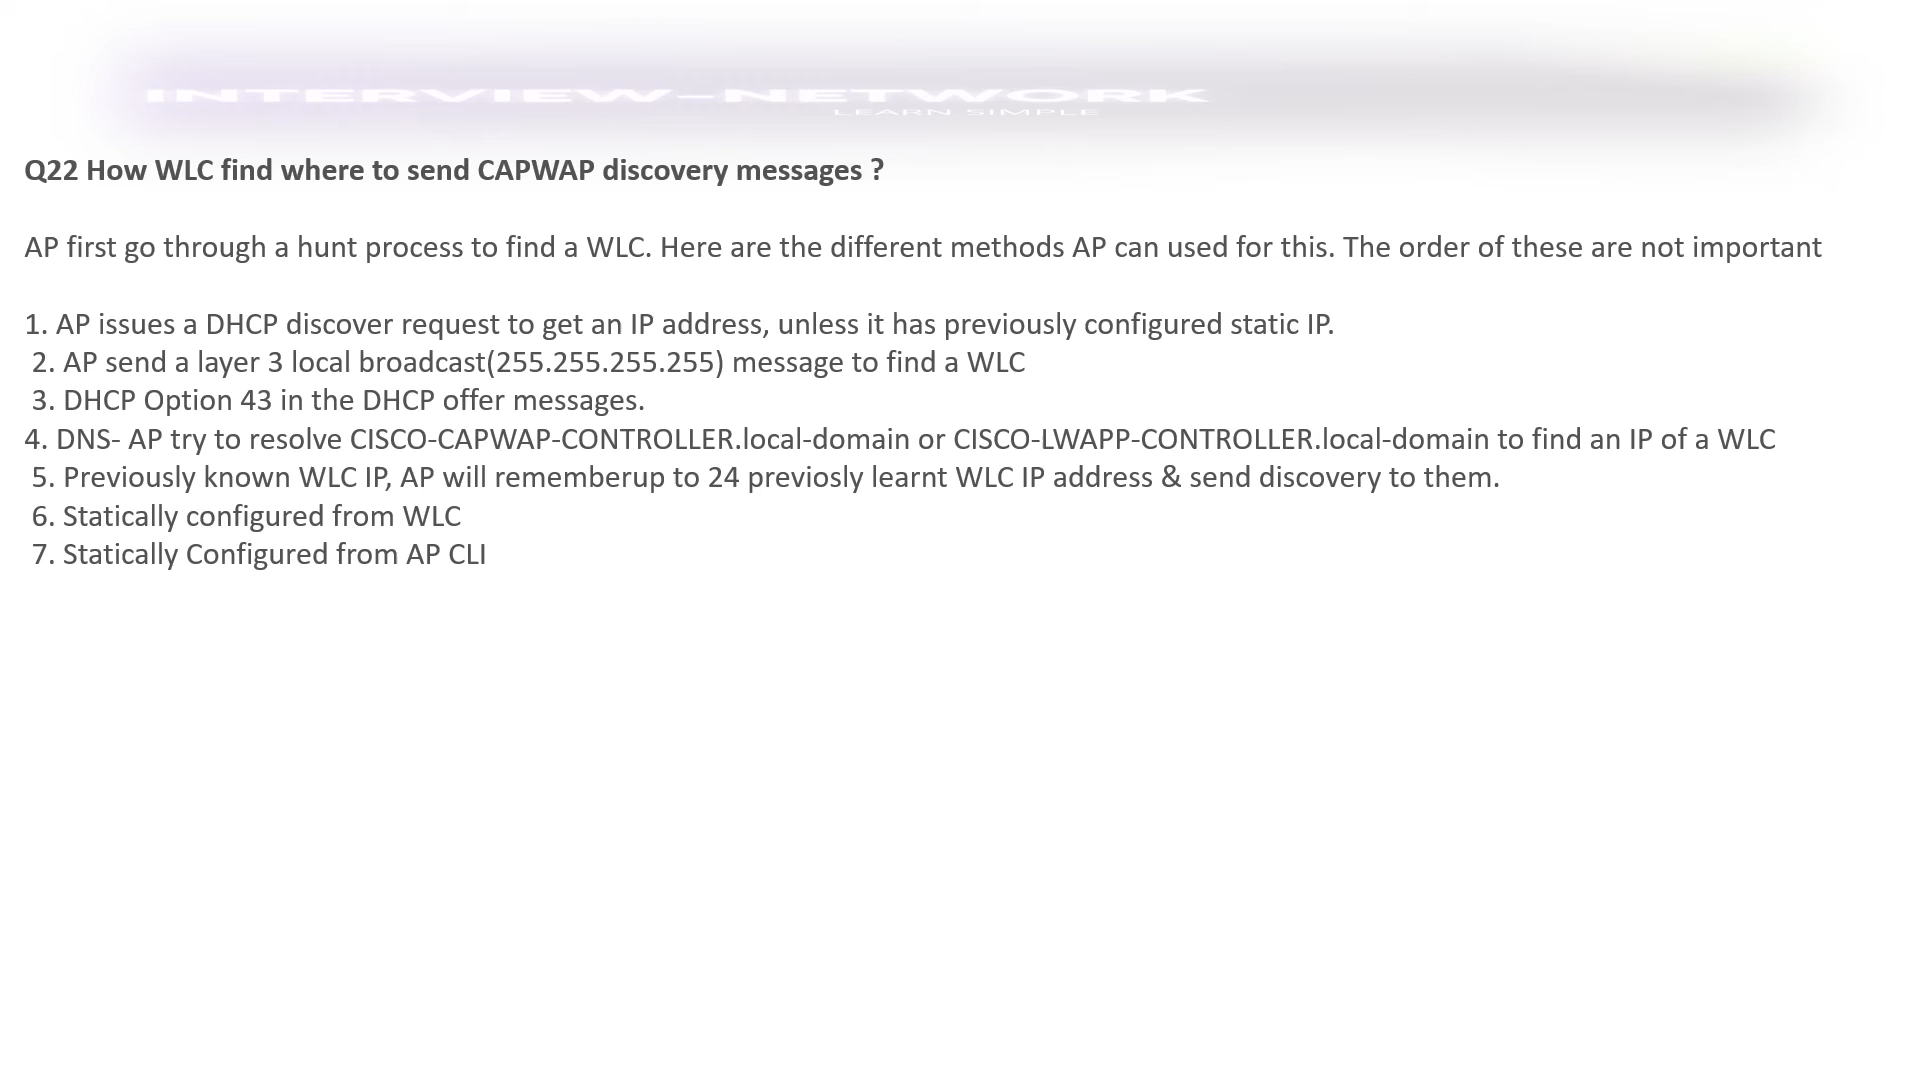 INTERVIEW-NETWORK
LEARN SIMPLE
Q22 How WLC find where to send CAPWAP discovery messages ?
AP first go through a hunt process to find a WLC. Here are the different methods AP can used for this. The order of these are not important
1. AP issues a DHCP discover request to get an IP address, unless it has previously configured static IP.
2. AP send a layer 3 local broadcast(255.255.255.255) message to find a WLC
3. DHCP Option 43 in the DHCP offer messages.
4. DNS- AP try to resolve CISCO-CAPWAP-CONTROLLER.local-domain or CISCO-LWAPP-CONTROLLER.local-domain to find an IP of a WLC
5. Previously known WLC IP, AP will rememberup to 24 previosly learnt WLC IP address & send discovery to them.
6. Statically configured from WLC
7. Statically Configured from AP CLI